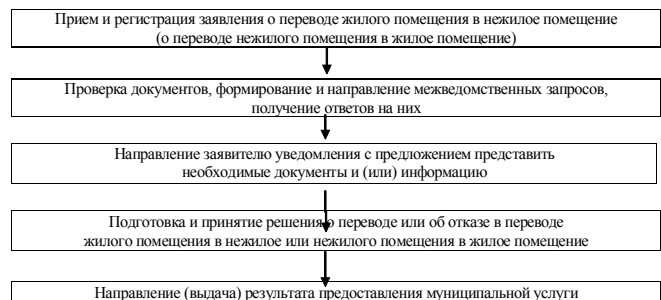 Прием и регистрация заявления о переводе жилого помещения в нежилое помещение
(о переводе нежилого помещения в жилое помещение)
Проверка документов, формирование и направление межведомственных запросов,
получение ответов на них
Направление заявителю уведомления с предложением представить
необходимые документы и (или) информацию
Подготовка и принятие решения о переводе или об отказе в переводе
жилого помещения в нежилое или нежилого помещения в жилое помещение
Направление (выдача) результата предоставления муниципальной услуги